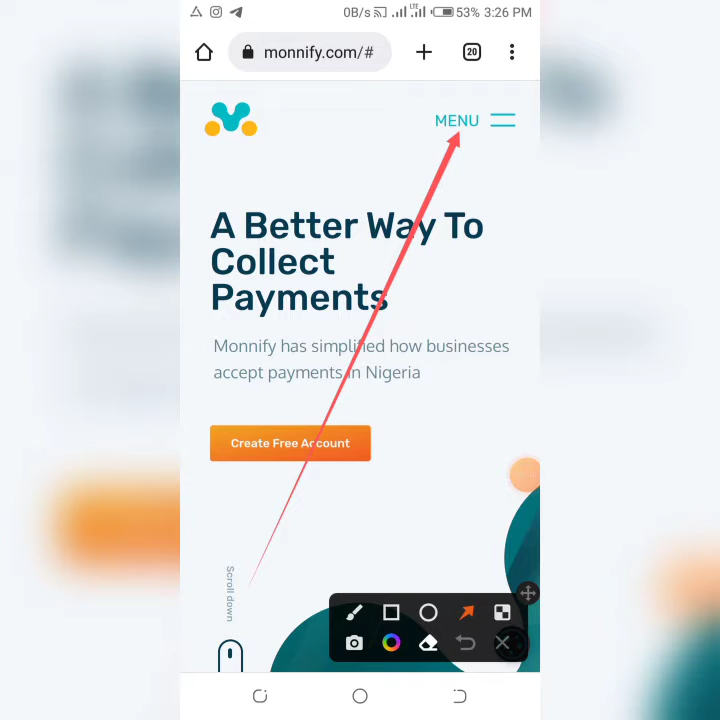 0B/s LTE 53% 3:26 PM
monnify.com/# 20
MENU
A Better Way To
Collect
Payments
Monnify has simplified how businesses
accept payments in Nigeria
Create Free Account
Scroll down